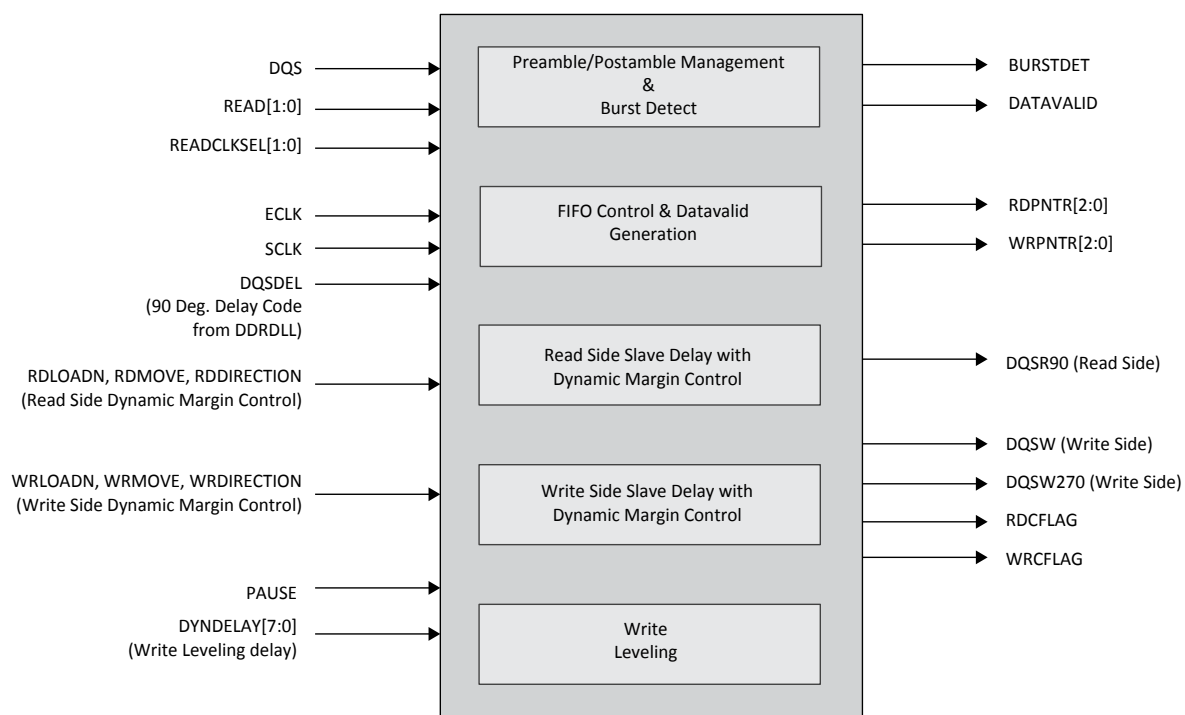 DQS
READ[1:0]
READCLKSEL[1:0]
ECLK
SCLK
DQSDEL
(90 Deg. Delay Code
from DDRDLL)
RDLOADN, RDMOVE, RDDIRECTION
(Read Side Dynamic Margin Control)
WRLOADN, WRMOVE, WRDIRECTION
(Write Side Dynamic Margin Control)
PAUSE
DYNDELAY[7:0]
(Write Leveling delay)
Preamble/Postamble Management
&
Burst Detect
FIFO Control & Datavalid
Generation
Read Side Slave Delay with
Dynamic Margin Control
Write Side Slave Delay with
Dynamic Margin Control
Write
Leveling
BURSTDET
DATAVALID
RDPNTR[2:0]
WRPNTR[2:0]
DQSR90 (Read Side)
DQSW (Write Side)
DQSW270 (Write Side)
RDCFLAG
WRCFLAG